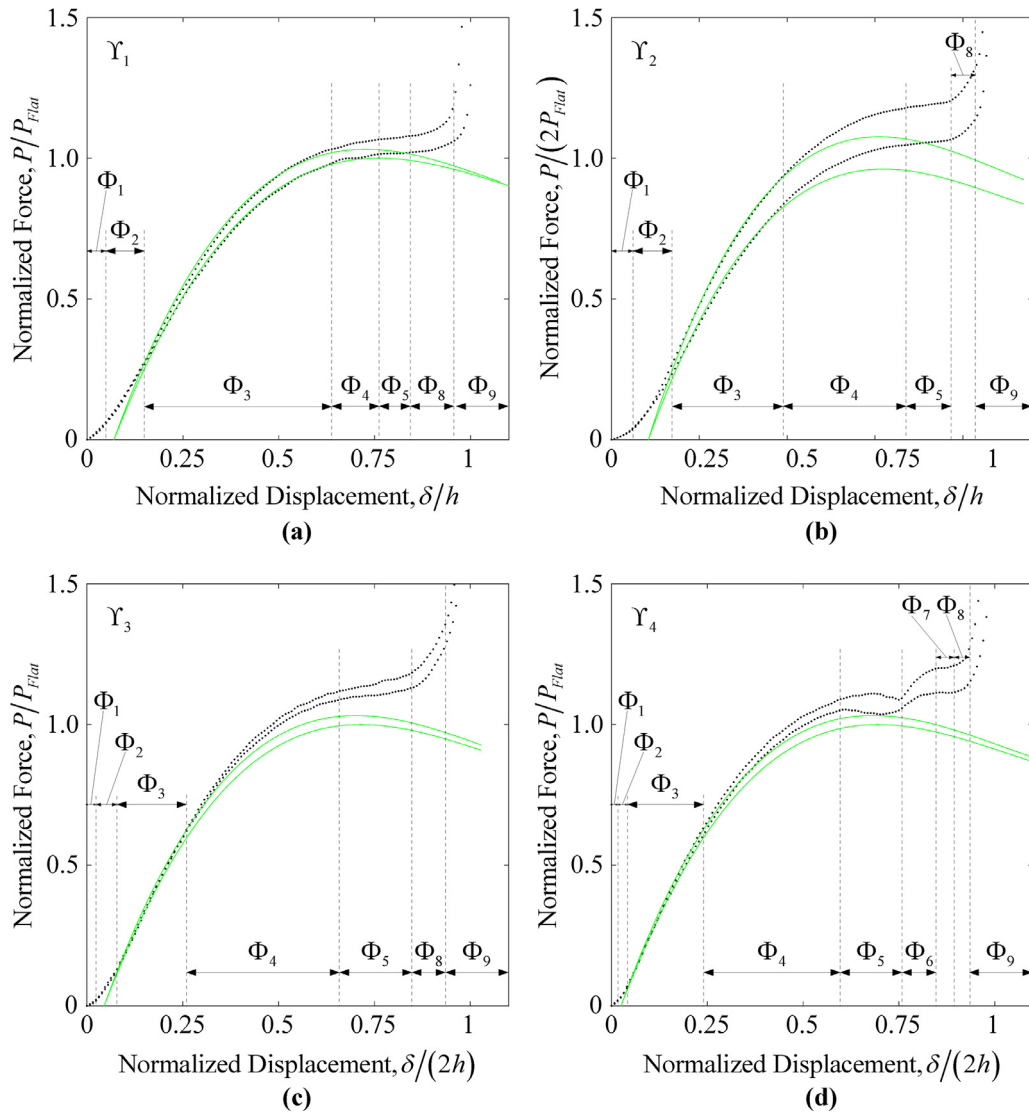 ϒ₁
Normalized Force, P/P_Flat
1.5
1.0
0.5
0
Φ₁
Φ₂
Φ₃ Φ₄ Φ₅ Φ₈ Φ₉
0 0.25 0.5 0.75 1
Normalized Displacement, δ/h
(a)
ϒ₂
Normalized Force, P/(2P_Flat)
1.5
1.0
0.5
0
Φ₈
Φ₁
Φ₂
Φ₃ Φ₄ Φ₅ Φ₉
0 0.25 0.5 0.75 1
Normalized Displacement, δ/h
(b)
ϒ₃
Normalized Force, P/P_Flat
1.5
1.0
0.5
0
Φ₁
Φ₂
Φ₃
Φ₄ Φ₅ Φ₈ Φ₉
0 0.25 0.5 0.75 1
Normalized Displacement, δ/(2h)
(c)
ϒ₄
Normalized Force, P/P_Flat
1.5
1.0
0.5
0
Φ₇ Φ₈
Φ₁
Φ₂
Φ₃
Φ₄ Φ₅ Φ₆ Φ₉
0 0.25 0.5 0.75 1
Normalized Displacement, δ/(2h)
(d)